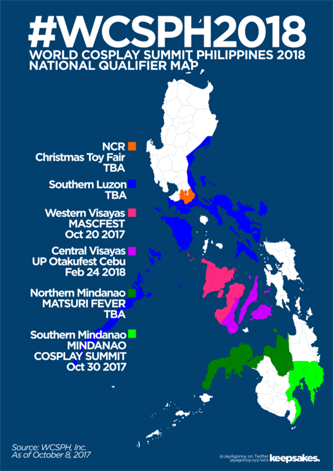 #WCSPH2018
WORLD COSPLAY SUMMIT PHILIPPINES 2018
NATIONAL QUALIFIER MAP
NCR
Christmas Toy Fair
TBA
Southern Luzon
TBA
Western Visayas
MASCFEST
Oct 20 2017
Central Visayas
UP Otakufest Cebu
Feb 24 2018
Northern Mindanao
MATSURI FEVER
TBA
Southern Mindanao
MINDANAO
COSPLAY SUMMIT
Oct 30 2017
Source: WCSPH, Inc.
As of October 8, 2017
@JayAgonoy on Twitter
keepsakes.